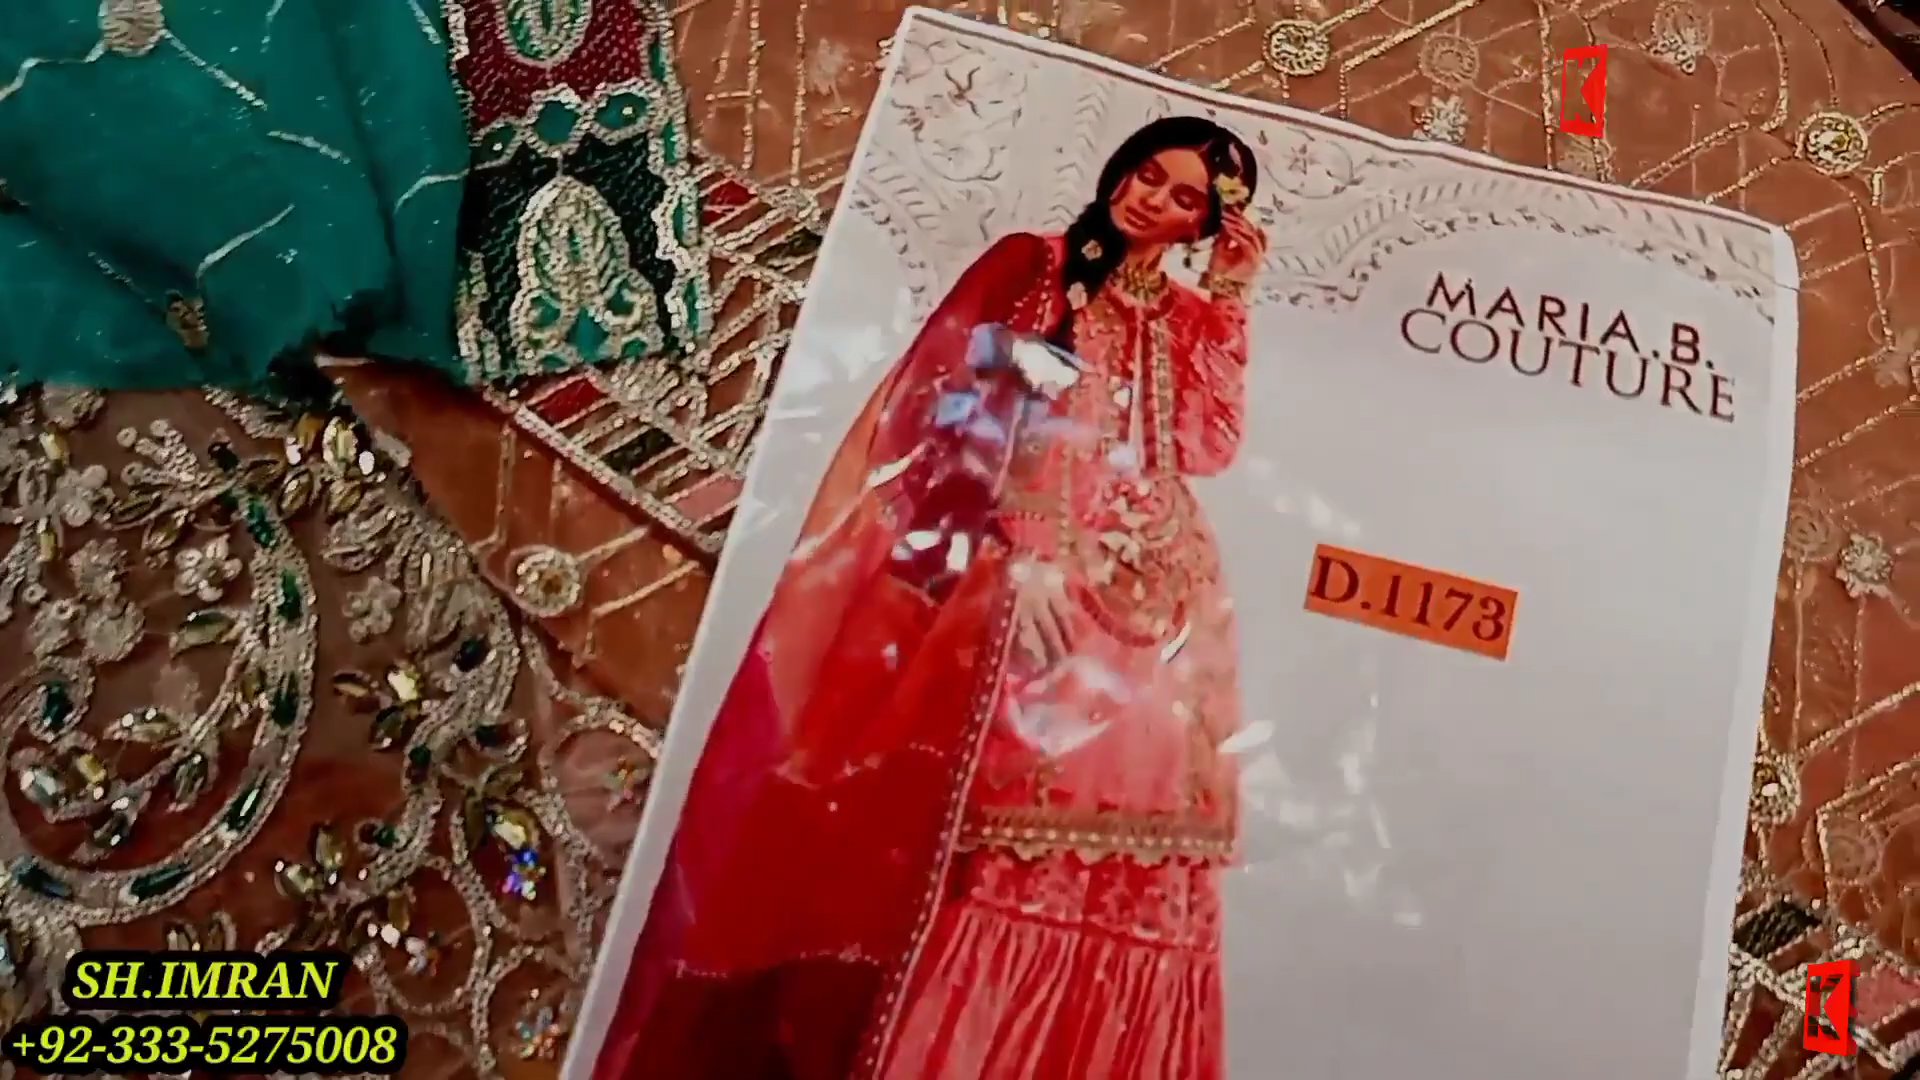 MARIA.B.
COUTURE
D.1173
SH.IMRAN
+92-333-5275008
K
K